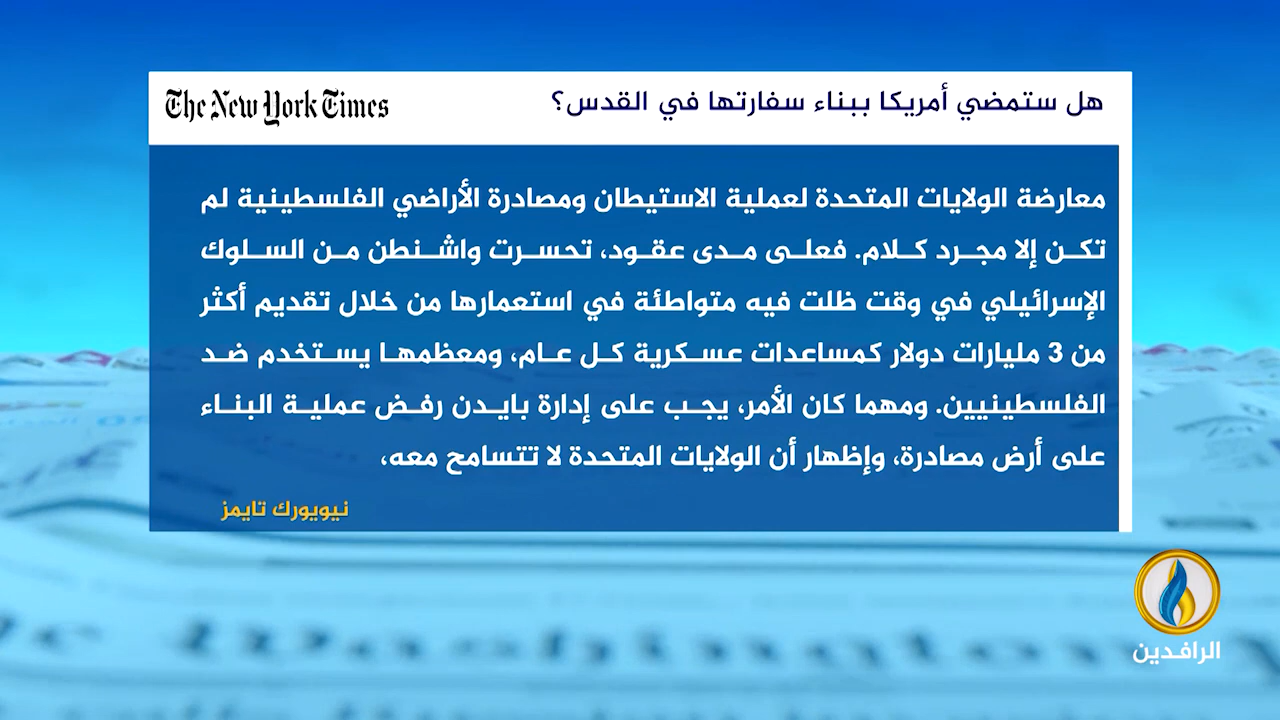 The New York Times
هل ستمضي أمريكا ببناء سفارتها في القدس؟
معارضة الولايات المتحدة لعملية الاستيطان ومصادرة الأراضي الفلسطينية لم
تكن إلا مجرد كلام. فعلى مدى عقود، تحسرت واشنطن من السلوك
الإسرائيلي في وقت ظلت فيه متواطئة في استعمارها من خلال تقديم أكثر
من 3 مليارات دولار كمساعدات عسكرية كل عام، ومعظمها يستخدم ضد
الفلسطينيين. ومهما كان الأمر، يجب على إدارة بايدن رفض عملية البناء
على أرض مصادرة، وإظهار أن الولايات المتحدة لا تتسامح معه،
نيويورك تايمز
الرافدين